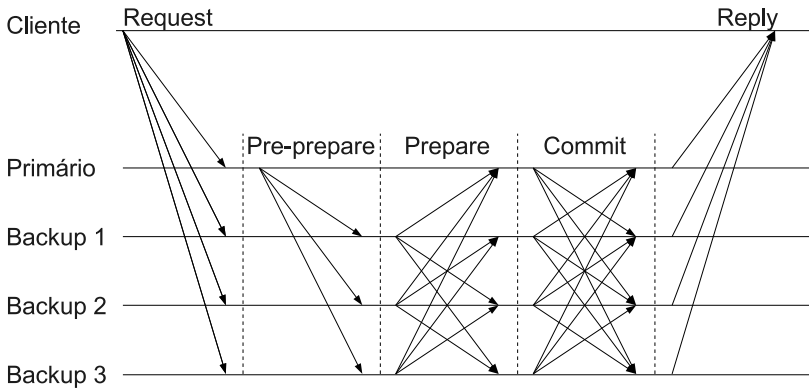 Cliente
Request
Reply
Pre-prepare
Prepare
Commit
Primário
Backup 1
Backup 2
Backup 3